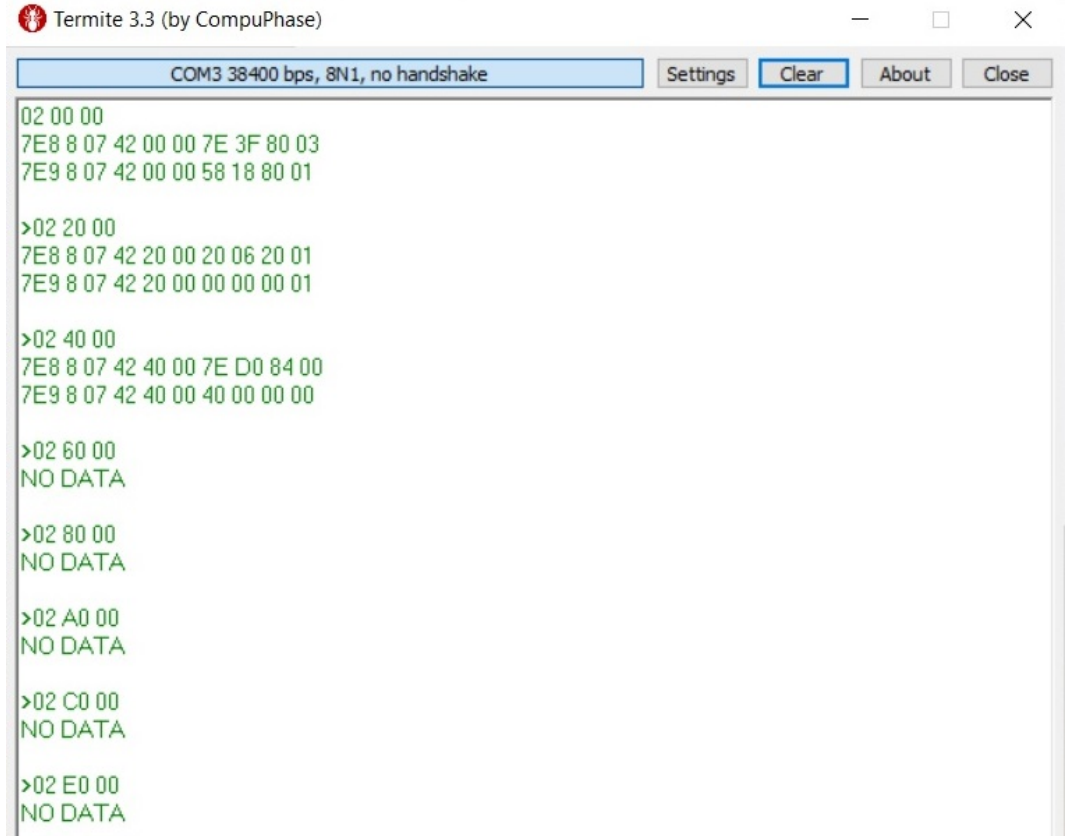 Termite 3.3 (by CompuPhase)
COM3 38400 bps, 8N1, no handshake Settings Clear About Close
02 00 00
7E8 8 07 42 00 00 7E 3F 80 03
7E9 8 07 42 00 00 58 18 80 01
>02 20 00
7E8 8 07 42 20 00 20 06 20 01
7E9 8 07 42 20 00 00 00 00 01
>02 40 00
7E8 8 07 42 40 00 7E D0 84 00
7E9 8 07 42 40 00 40 00 00 00
>02 60 00
NO DATA
>02 80 00
NO DATA
>02 A0 00
NO DATA
>02 C0 00
NO DATA
>02 E0 00
NO DATA